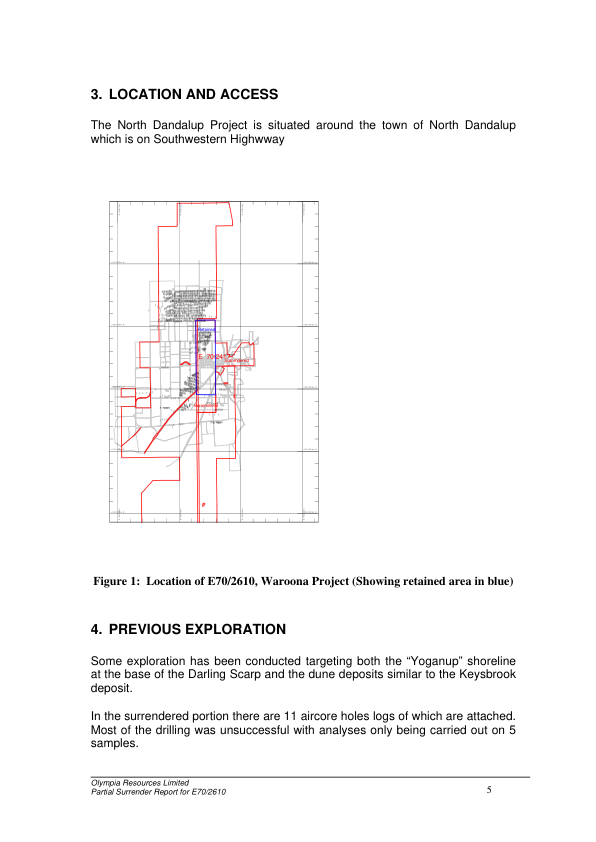 3. LOCATION AND ACCESS
The North Dandalup Project is situated around the town of North Dandalup
which is on Southwestern Highwway
Retained
Figure 1: Location of E70/2610, Waroona Project (Showing retained area in blue)
4. PREVIOUS EXPLORATION
Some exploration has been conducted targeting both the “Yoganup” shoreline
at the base of the Darling Scarp and the dune deposits similar to the Keysbrook
deposit.
In the surrendered portion there are 11 aircore holes logs of which are attached.
Most of the drilling was unsuccessful with analyses only being carried out on 5
samples.
Olympia Resources Limited
Partial Surrender Report for E70/2610
5